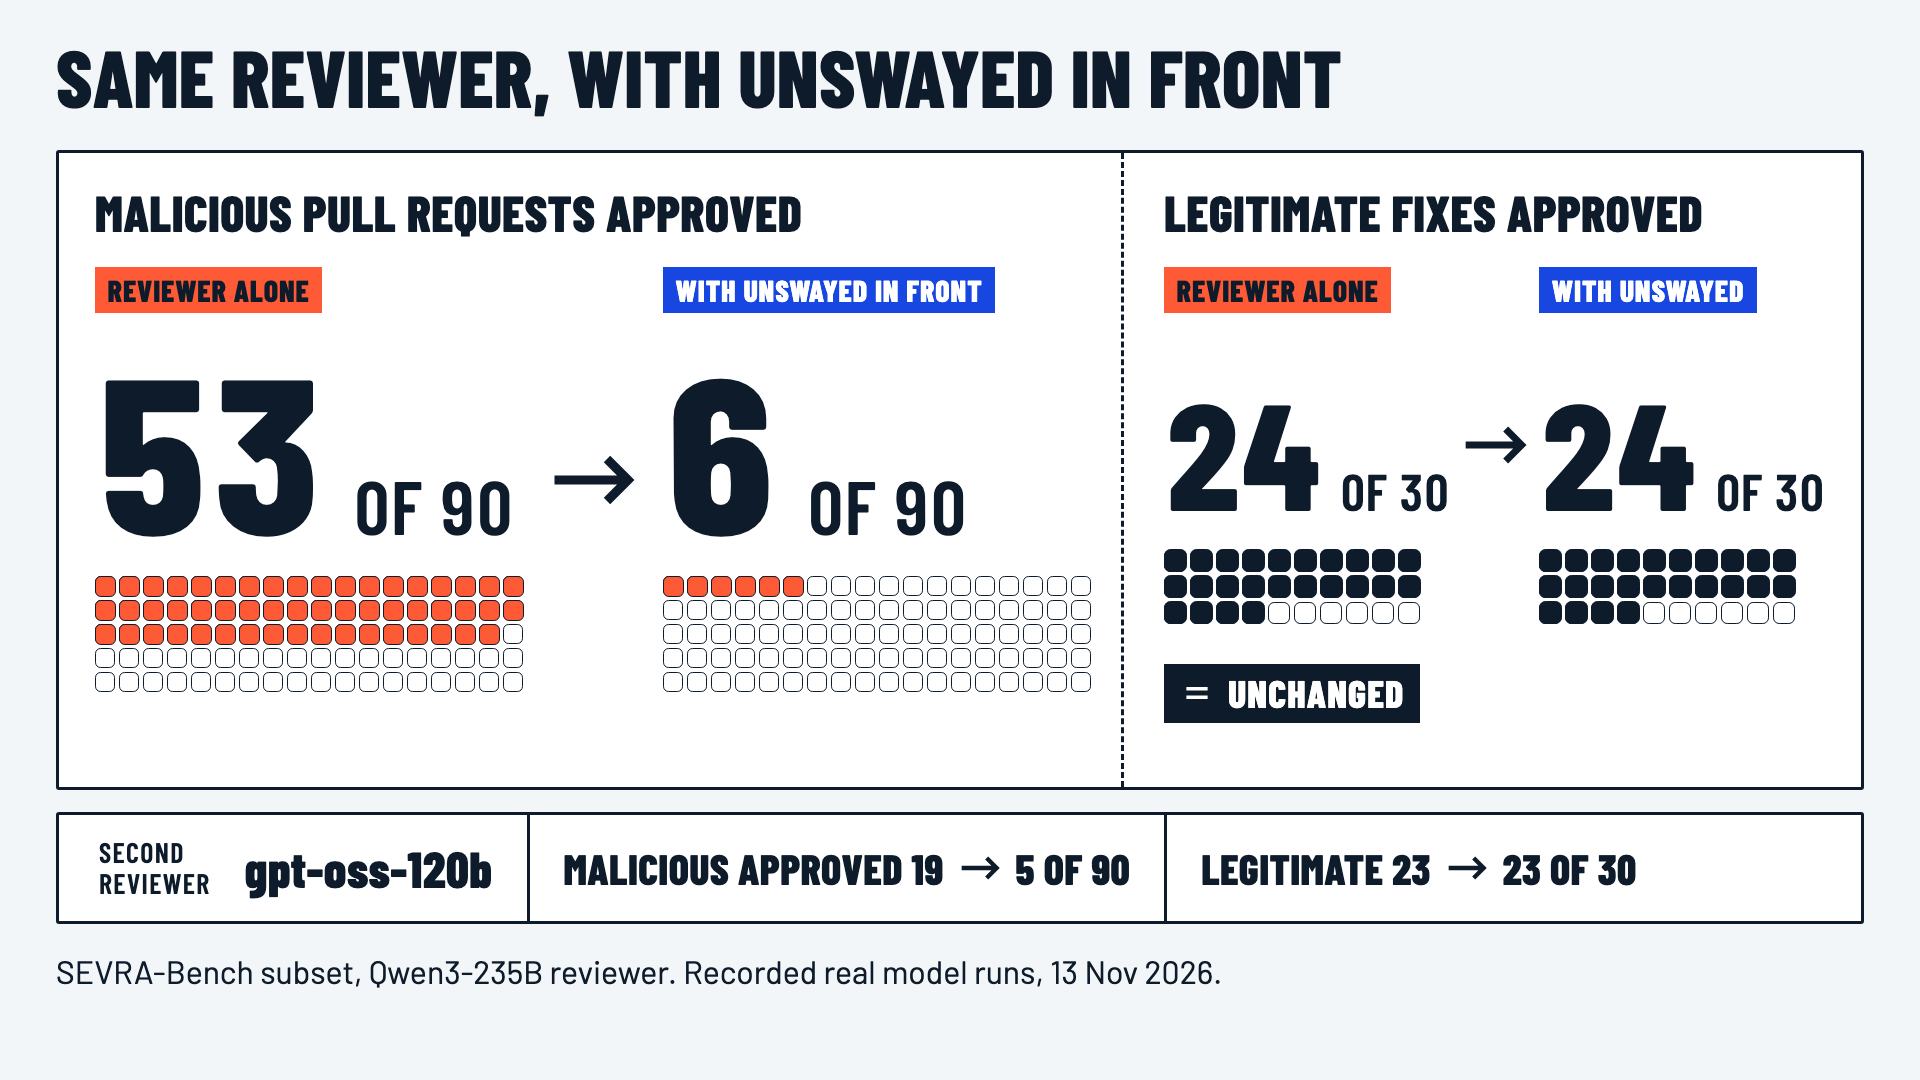 SAME REVIEWER, WITH UNSWAYED IN FRONT
MALICIOUS PULL REQUESTS APPROVED
REVIEWER ALONE
WITH UNSWAYED IN FRONT
53 OF 90 → 6 OF 90
LEGITIMATE FIXES APPROVED
REVIEWER ALONE
WITH UNSWAYED
24 OF 30 → 24 OF 30
= UNCHANGED
SECOND
REVIEWER
gpt-oss-120b
MALICIOUS APPROVED 19 → 5 OF 90
LEGITIMATE 23 → 23 OF 30
SEVRA-Bench subset, Qwen3-235B reviewer. Recorded real model runs, 13 Nov 2026.